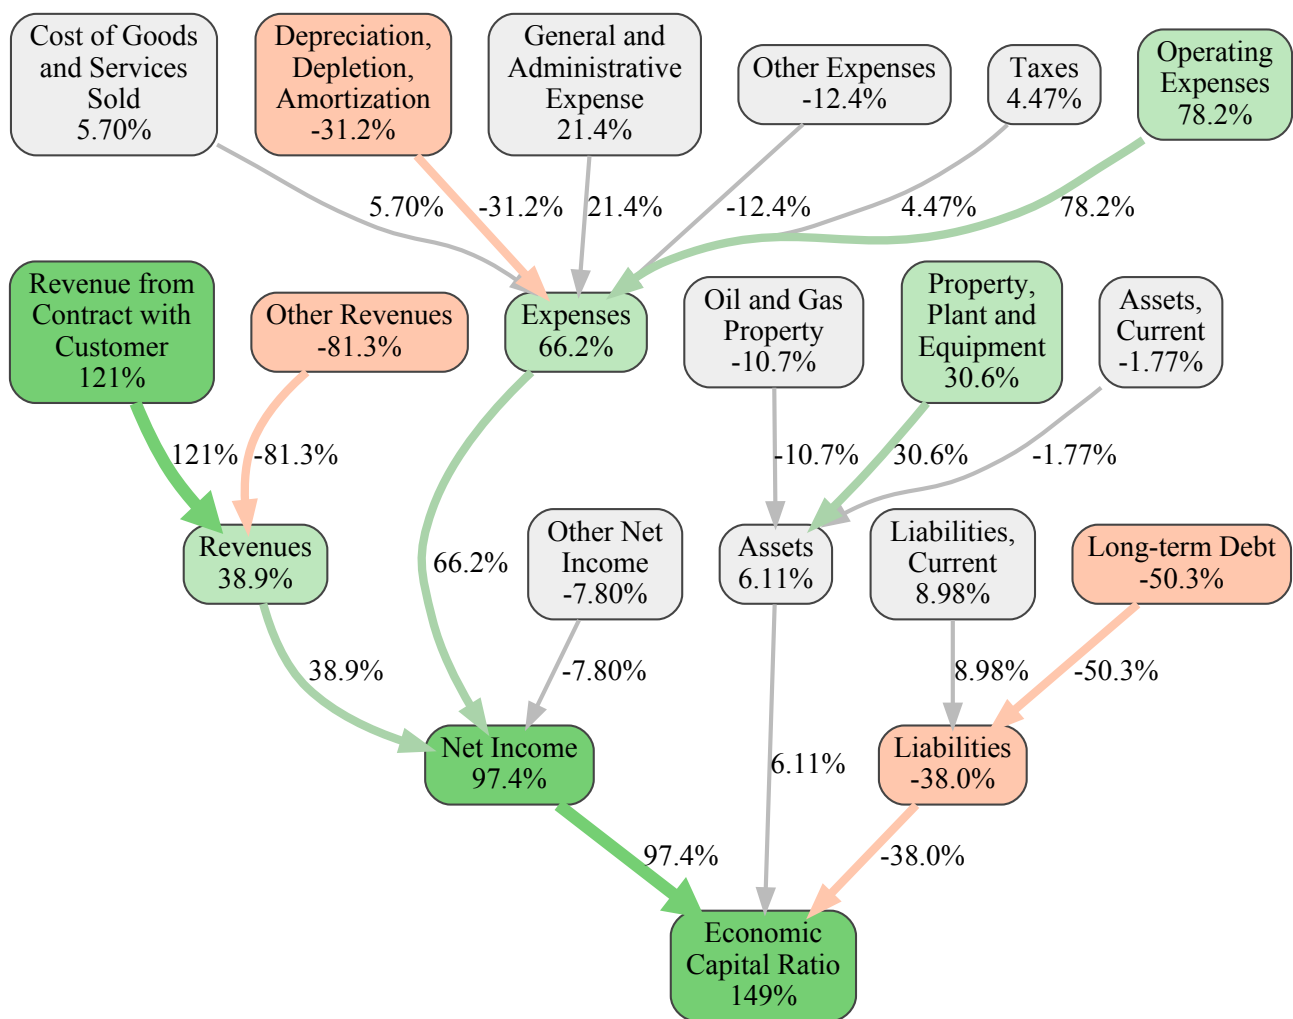 Cost of Goods
and Services
Sold
5.70%
Depreciation,
Depletion,
Amortization
-31.2%
General and
Administrative
Expense
21.4%
Other Expenses
-12.4%
Taxes
4.47%
Operating
Expenses
78.2%
5.70%
-31.2%
21.4%
-12.4%
4.47%
78.2%
Revenue from
Contract with
Customer
121%
Other Revenues
-81.3%
Expenses
66.2%
Oil and Gas
Property
-10.7%
Property,
Plant and
Equipment
30.6%
Assets,
Current
-1.77%
121%
-81.3%
-10.7%
30.6%
-1.77%
Revenues
38.9%
66.2%
Other Net
Income
-7.80%
Assets
6.11%
Liabilities,
Current
8.98%
Long-term Debt
-50.3%
38.9%
-7.80%
8.98%
-50.3%
Net Income
97.4%
6.11%
Liabilities
-38.0%
97.4%
-38.0%
Economic
Capital Ratio
149%